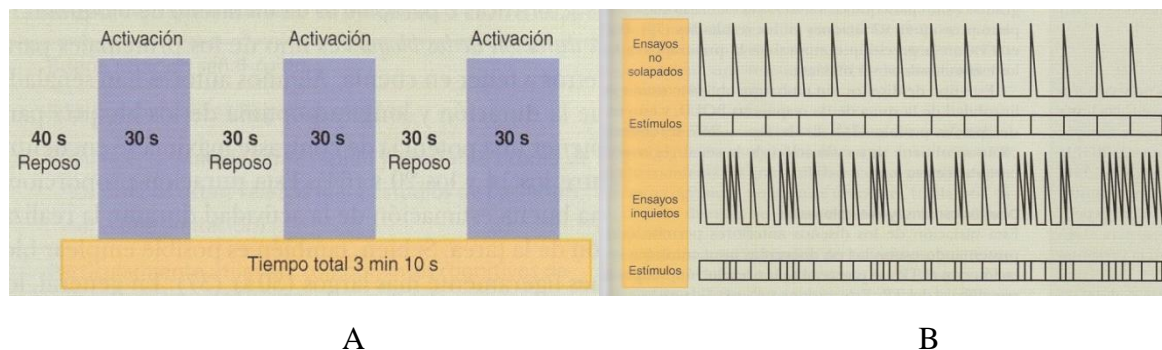 Activación
Activación
Activación
40 s
Reposo
30 s
30 s
Reposo
30 s
30 s
Reposo
30 s
Tiempo total 3 min 10 s
Ensayos
no
solapados
Estímulos
Ensayos
inquietos
Estímulos
A
B